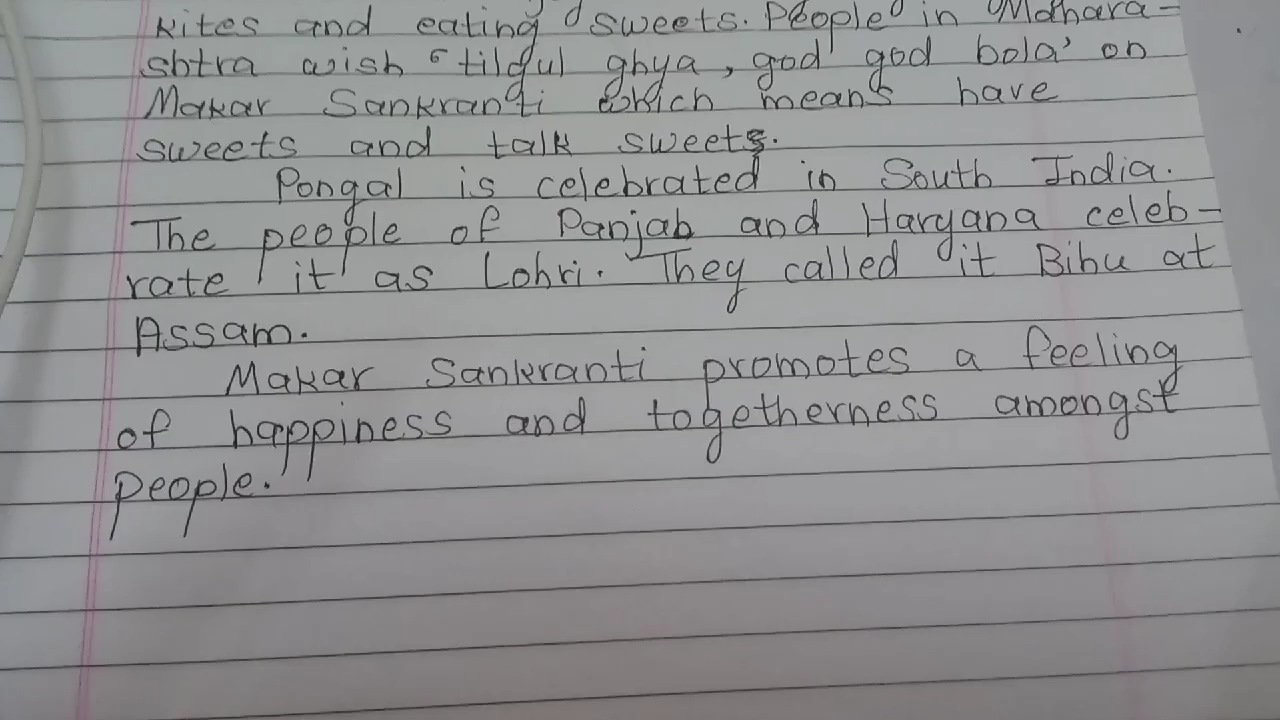 kites and eating sweets. People in Mahara-
shtra wish 'tilgul ghya, god god bola' on
Makar Sankranti which means have
sweets and talk sweets.
Pongal is celebrated in South India.
The people of Panjab and Haryana celeb-
rate it as Lohri. They called it Bihu at
Assam.
Makar Sankranti promotes a feeling
of happiness and togetherness amongst
people.